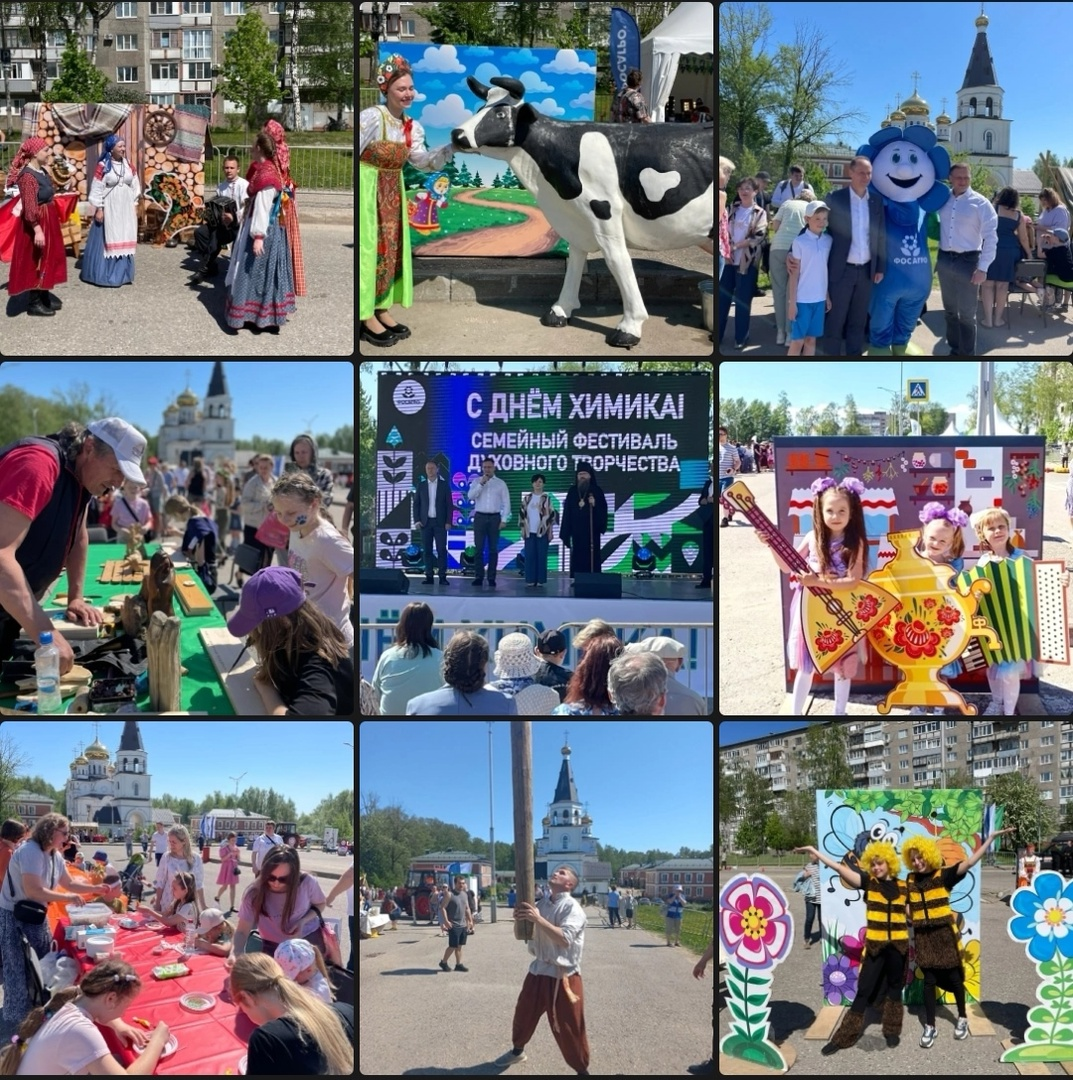 ФОСАГРО
ФОСАГРО
С ДНЁМ ХИМИКА!
СЕМЕЙНЫЙ ФЕСТИВАЛЬ
ДУХОВНОГО ТВОРЧЕСТВА